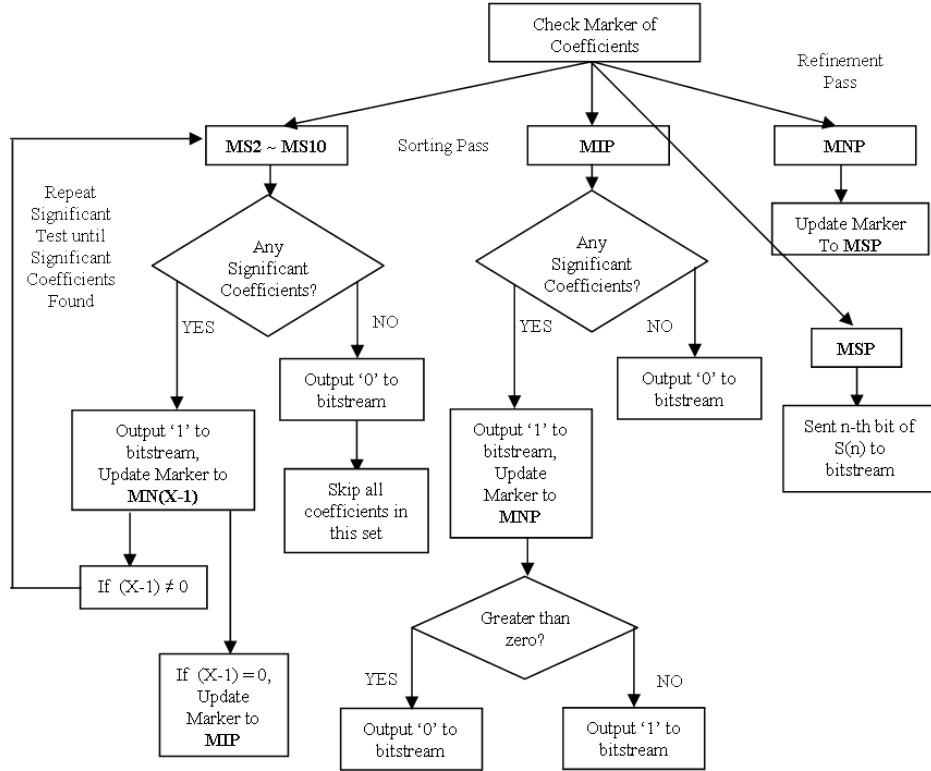 Check Marker of
Coefficients
Refinement
Pass
MS2 ~ MS10
Sorting Pass
MIP
MNP
Repeat
Significant
Test until
Significant
Coefficients
Found
Update Marker
To MSP
Any
Significant
Coefficients?
Any
Significant
Coefficients?
YES
NO
YES
NO
MSP
Output ‘0’ to
bitstream
Output ‘0’ to
bitstream
Output ‘1’ to
bitstream,
Update Marker to
MN(X-1)
Output ‘1’ to
bitstream,
Update
Marker to
MNP
Sent n-th bit of
S(n) to
bitstream
Skip all
coefficients in
this set
If (X-1) ≠ 0
Greater than
zero?
If (X-1) = 0,
Update
Marker to
MIP
YES
NO
Output ‘0’ to
bitstream
Output ‘1’ to
bitstream